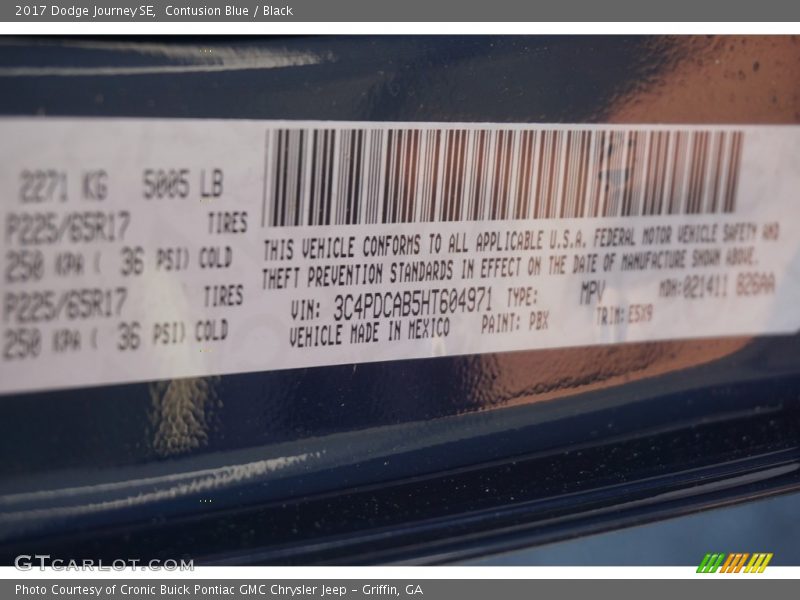 2017 Dodge Journey SE, Contusion Blue / Black
2271 KG 5005 LB
P225/65R17 TIRES
250 KPA ( 36 PSI) COLD
P225/65R17 TIRES
250 KPA ( 36 PSI) COLD
THIS VEHICLE CONFORMS TO ALL APPLICABLE U.S.A. FEDERAL MOTOR VEHICLE SAFETY AND
THEFT PREVENTION STANDARDS IN EFFECT ON THE DATE OF MANUFACTURE SHOWN ABOVE.
VIN: 3C4PDCAB5HT604971 TYPE: MPV MDH:021411 626AA
VEHICLE MADE IN MEXICO PAINT: PBX TRIM: E5X9
GTcarlot.com
Photo Courtesy of Cronic Buick Pontiac GMC Chrysler Jeep - Griffin, GA